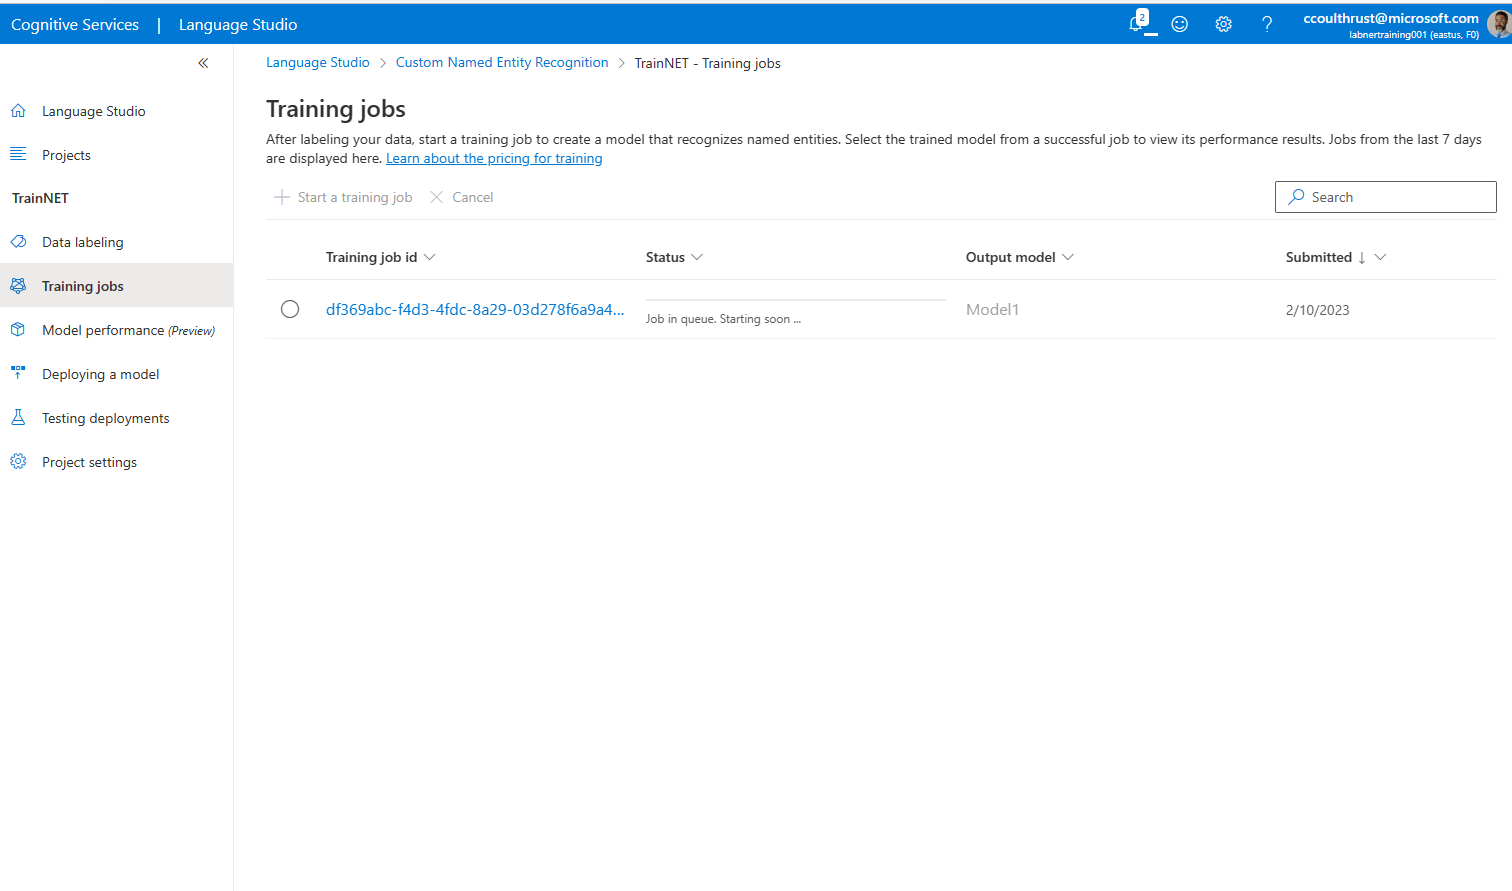 Cognitive Services | Language Studio
2
ccoulthrust@microsoft.com
labnertraining001 (eastus, F0)
Language Studio > Custom Named Entity Recognition > TrainNET - Training jobs
Language Studio
Projects
TrainNET
Data labeling
Training jobs
Model performance (Preview)
Deploying a model
Testing deployments
Project settings
Training jobs
After labeling your data, start a training job to create a model that recognizes named entities. Select the trained model from a successful job to view its performance results. Jobs from the last 7 days
are displayed here. Learn about the pricing for training
Start a training job Cancel
Search
Training job id Status Output model Submitted ↓
df369abc-f4d3-4fdc-8a29-03d278f6a9a4... Job in queue. Starting soon ... Model1 2/10/2023